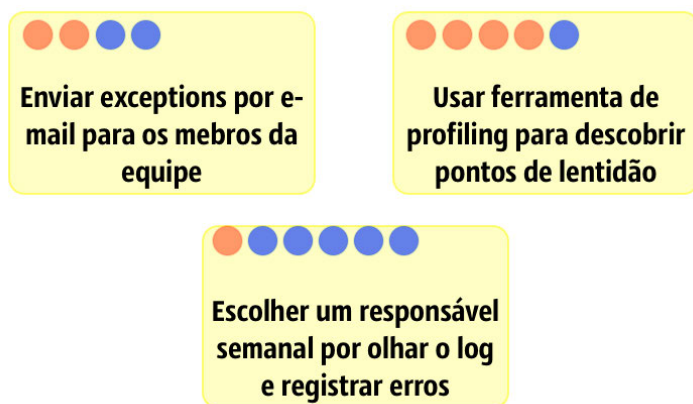 Enviar exceptions por e-
mail para os mebros da
equipe
Usar ferramenta de
profiling para descobrir
pontos de lentidão
Escolher um responsável
semanal por olhar o log
e registrar erros